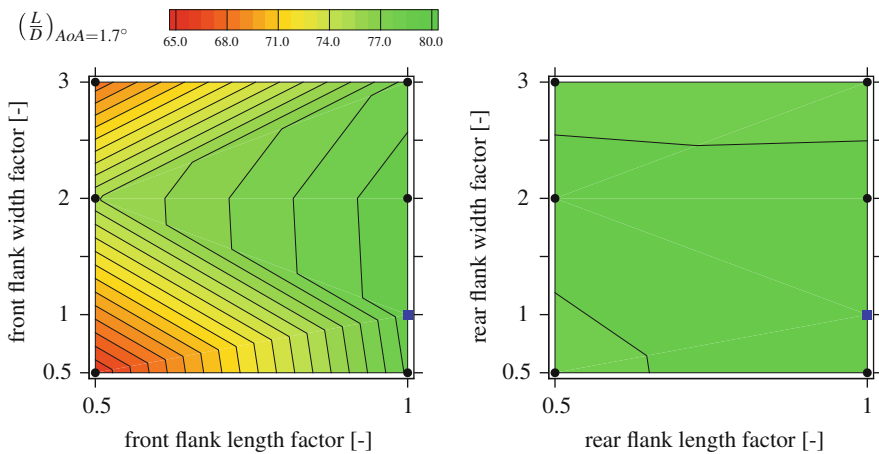 (L/D)AoA=1.7°
65.0 68.0 71.0 74.0 77.0 80.0
front flank width factor [-]
3
2
1
0.5
0.5 1
front flank length factor [-]
rear flank width factor [-]
3
2
1
0.5
0.5 1
rear flank length factor [-]